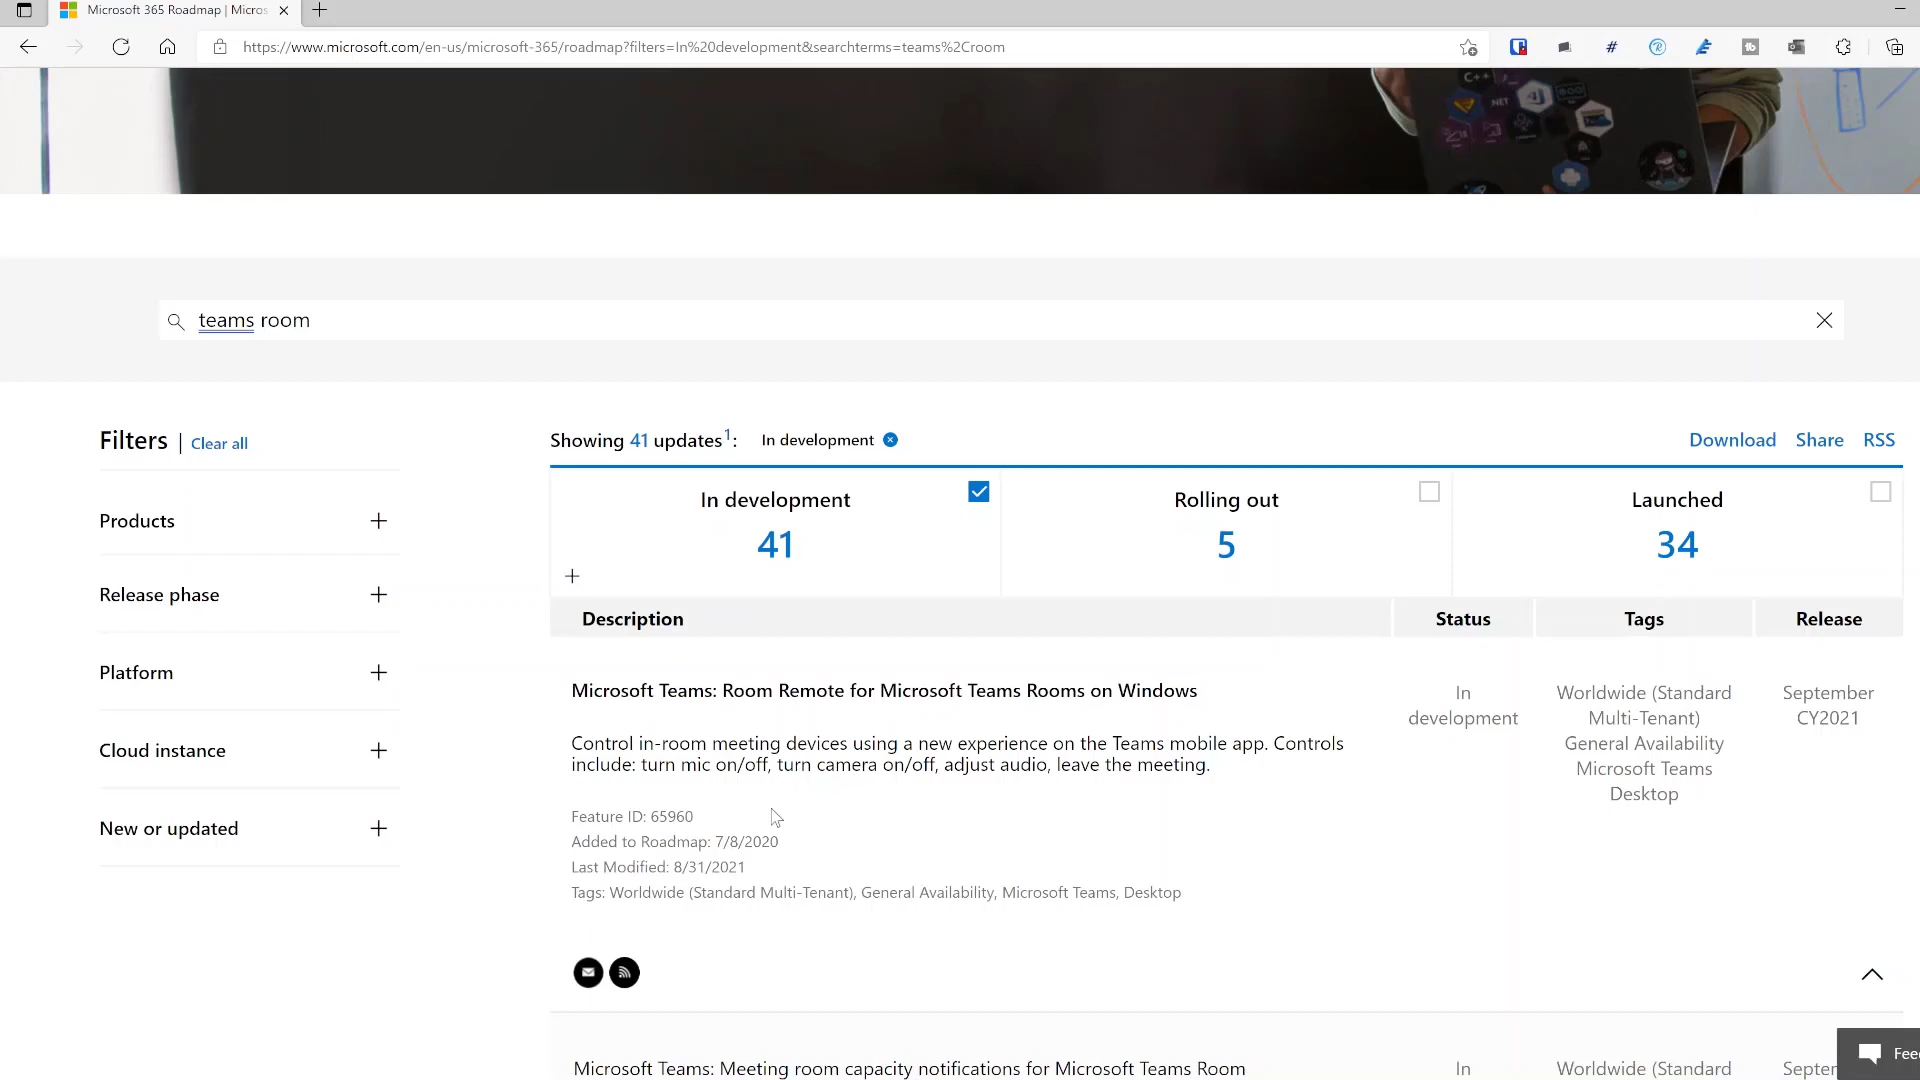 Microsoft 365 Roadmap | Micros
https://www.microsoft.com/en-us/microsoft-365/roadmap?filters=In%20development&searchterms=teams%2Croom
C++
.NET
teams room
Filters | Clear all
Products
Release phase
Platform
Cloud instance
New or updated
Showing 41 updates1: In development
Download Share RSS
In development
41
Rolling out
5
Launched
34
Description Status Tags Release
Microsoft Teams: Room Remote for Microsoft Teams Rooms on Windows
Control in-room meeting devices using a new experience on the Teams mobile app. Controls
include: turn mic on/off, turn camera on/off, adjust audio, leave the meeting.
Feature ID: 65960
Added to Roadmap: 7/8/2020
Last Modified: 8/31/2021
Tags: Worldwide (Standard Multi-Tenant), General Availability, Microsoft Teams, Desktop
In
development
Worldwide (Standard
Multi-Tenant)
General Availability
Microsoft Teams
Desktop
September
CY2021
Microsoft Teams: Meeting room capacity notifications for Microsoft Teams Room
In
Worldwide (Standard
Septer
Fee